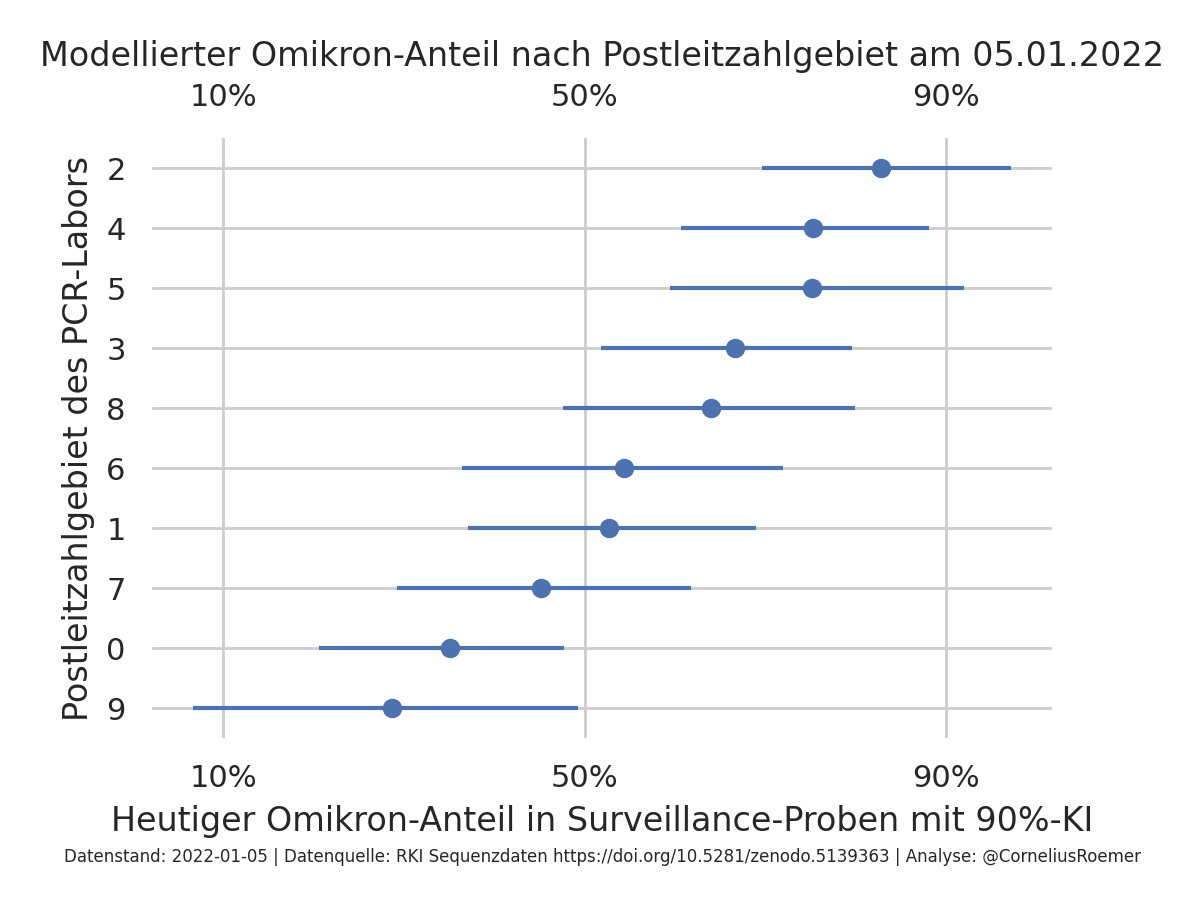 Modellierter Omikron-Anteil nach Postleitzahlgebiet am 05.01.2022
10% 50% 90%
Postleitzahlgebiet des PCR-Labors
2
4
5
3
8
6
1
7
0
9
10% 50% 90%
Heutiger Omikron-Anteil in Surveillance-Proben mit 90%-KI
Datenstand: 2022-01-05 | Datenquelle: RKI Sequenzdaten https://doi.org/10.5281/zenodo.5139363 | Analyse: @CorneliusRoemer